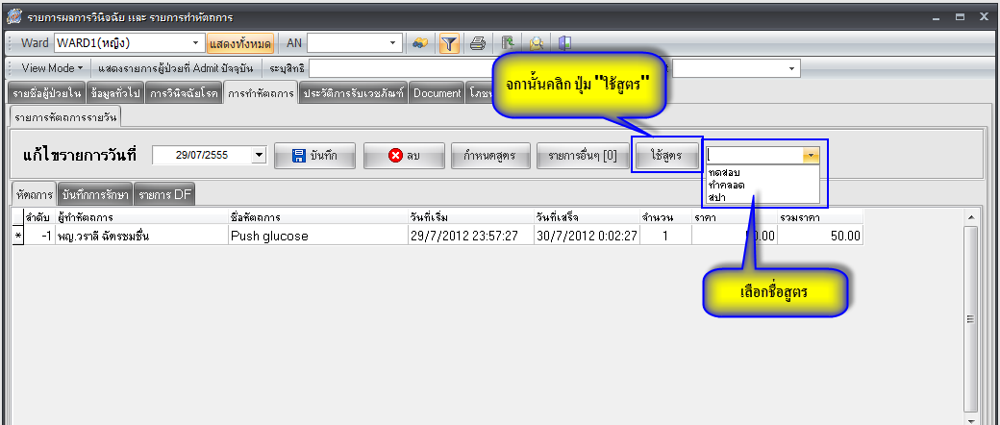 รายการผลการวินิจฉัย และ รายการทำหัตถการ
Ward WARD1(หญิง) แสดงทั้งหมด AN
View Mode แสดงรายการผู้ป่วยที่ Admit ปัจจุบัน ระบุสิทธิ
จกานั้นคลิก ปุ่ม "ใช้สูตร"
รายชื่อผู้ป่วยใน ข้อมูลทั่วไป การวินิจฉัยโรค การทำหัตถการ ประวัติการรับเวชภัณฑ์ Document
รายการหัตถการรายวัน
แก้ไขรายการวันที่ 29/07/2555 บันทึก ลบ กำหนดสูตร รายการอื่นๆ [0] ใช้สูตร
ทดสอบ
ทำคลอด
สปา
หัตถการ บันทึกการรักษา รายการ DF
ลำดับ ผู้ทำหัตถการ ชื่อหัตถการ วันที่เริ่ม วันที่เสร็จ จำนวน ราคา รวมราคา
* -1 พญ.วราลี ฉัทรชมชื่น Push glucose 29/7/2012 23:57:27 30/7/2012 0:02:27 1 50.00
เลือกชื่อสูตร